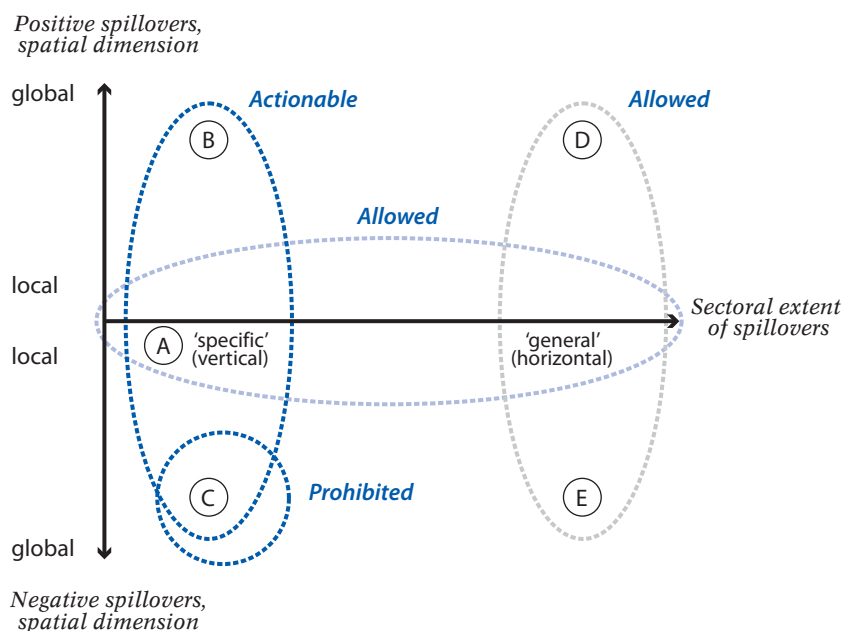 Positive spillovers,
spatial dimension
global
Actionable
Allowed
B
D
Allowed
local
Sectoral extent
of spillovers
A
'specific'
(vertical)
'general'
(horizontal)
local
C
Prohibited
E
global
Negative spillovers,
spatial dimension